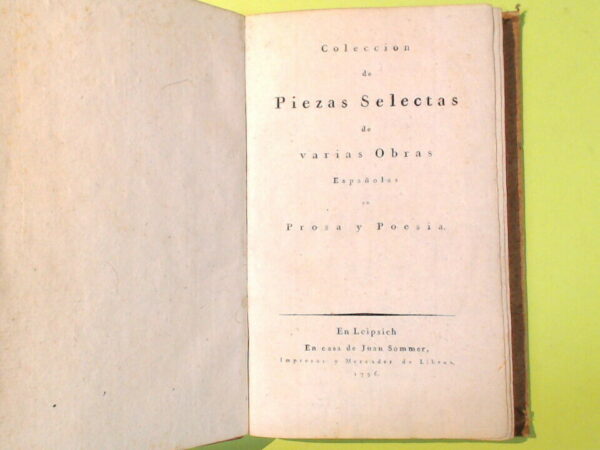 Coleccion
de
Piezas Selectas
de
varias Obras
Españolas
en
Prosa y Poesia.
En Leipsich
En casa de Juan Sommer,
Impresor y Mercader de Libros,
1796.